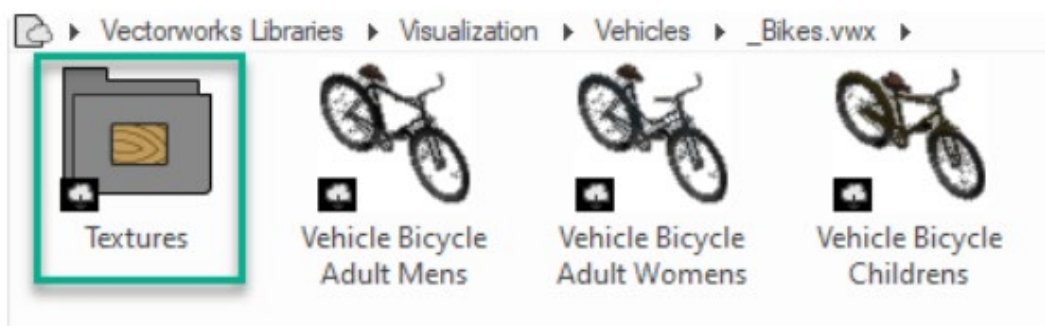 Vectorworks Libraries Visualization Vehicles _Bikes.vwx
Textures
Vehicle Bicycle
Adult Mens
Vehicle Bicycle
Adult Womens
Vehicle Bicycle
Childrens